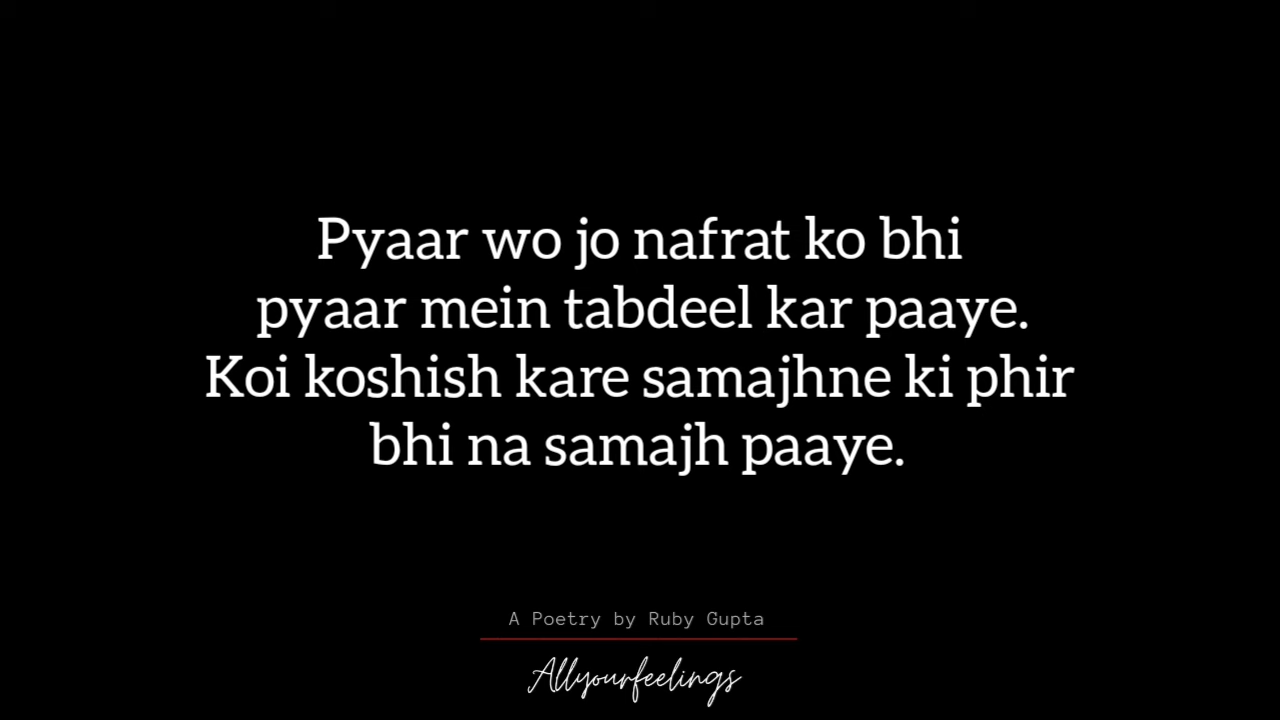 Pyaar wo jo nafrat ko bhi
pyaar mein tabdeel kar paaye.
Koi koshish kare samajhne ki phir
bhi na samajh paaye.
A Poetry by Ruby Gupta
Allyourfeelings